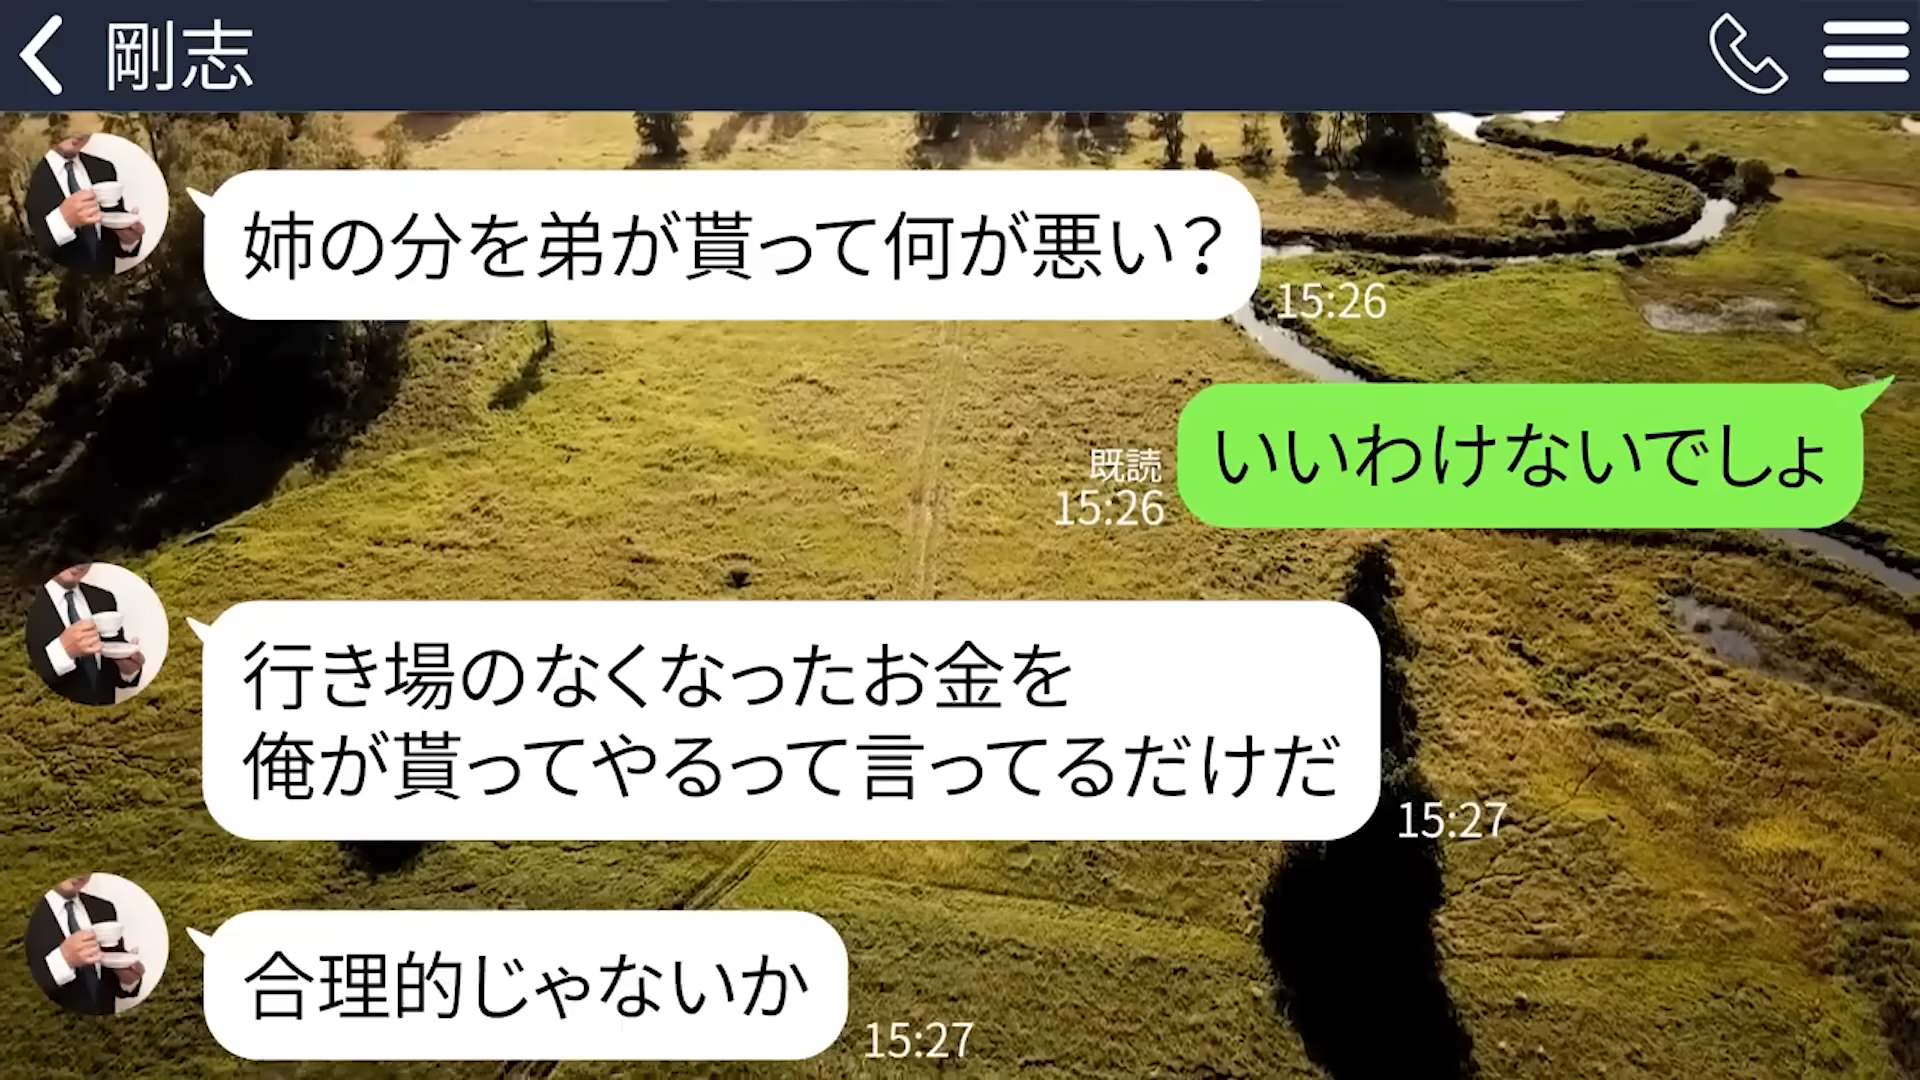 剛志
姉の分を弟が貰って何が悪い？
15:26
いいわけないでしょ
既読
15:26
行き場のなくなったお金を
俺が貰ってやるって言ってるだけだ
15:27
合理的じゃないか
15:27